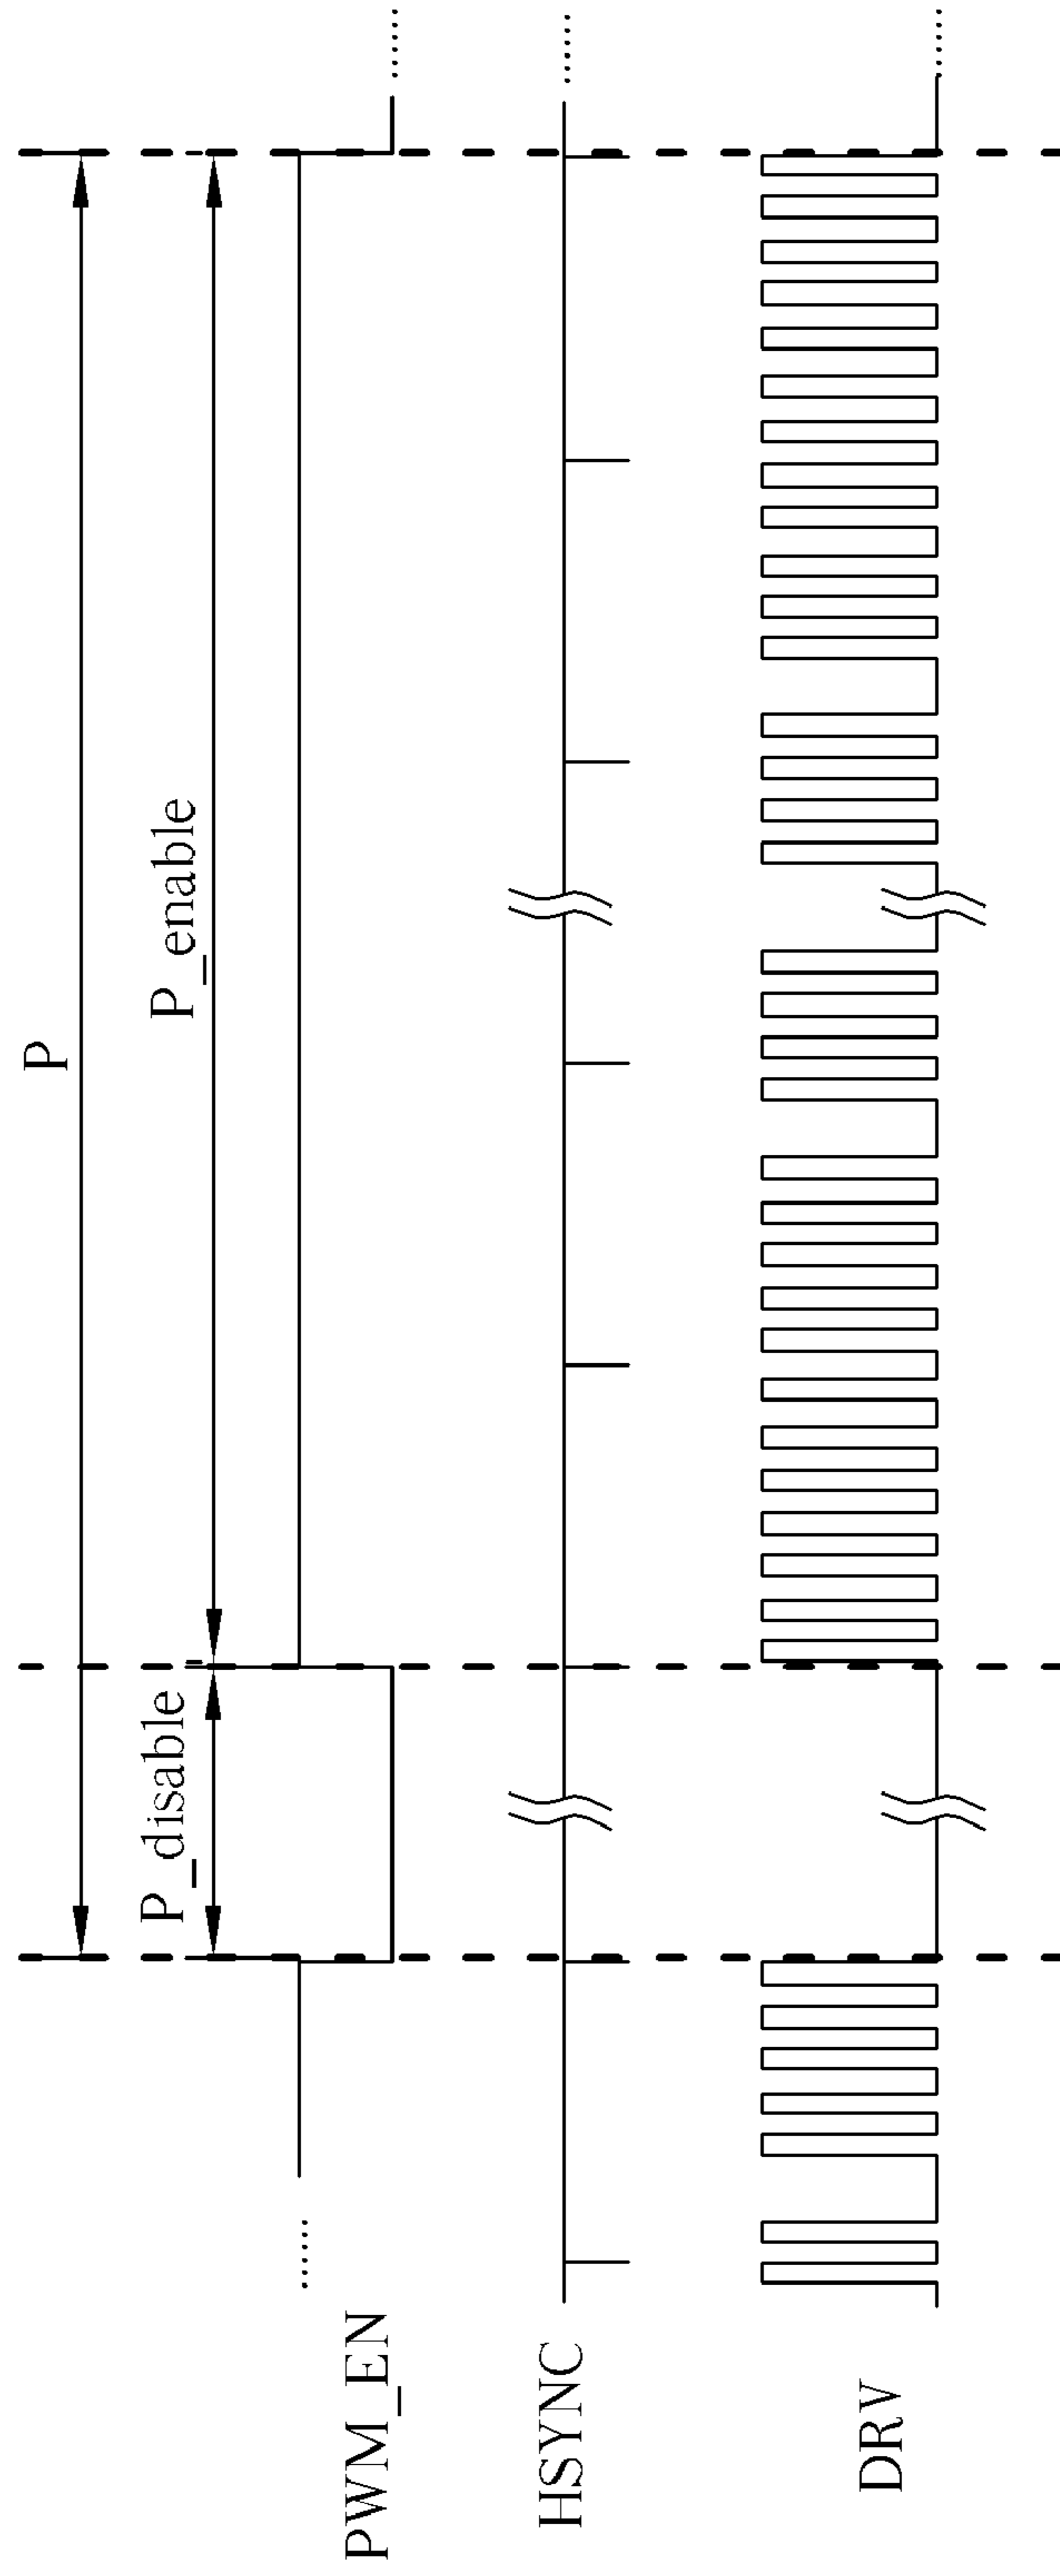 P
P_disable
P_enable
PWM_EN
HSYNC
DRV